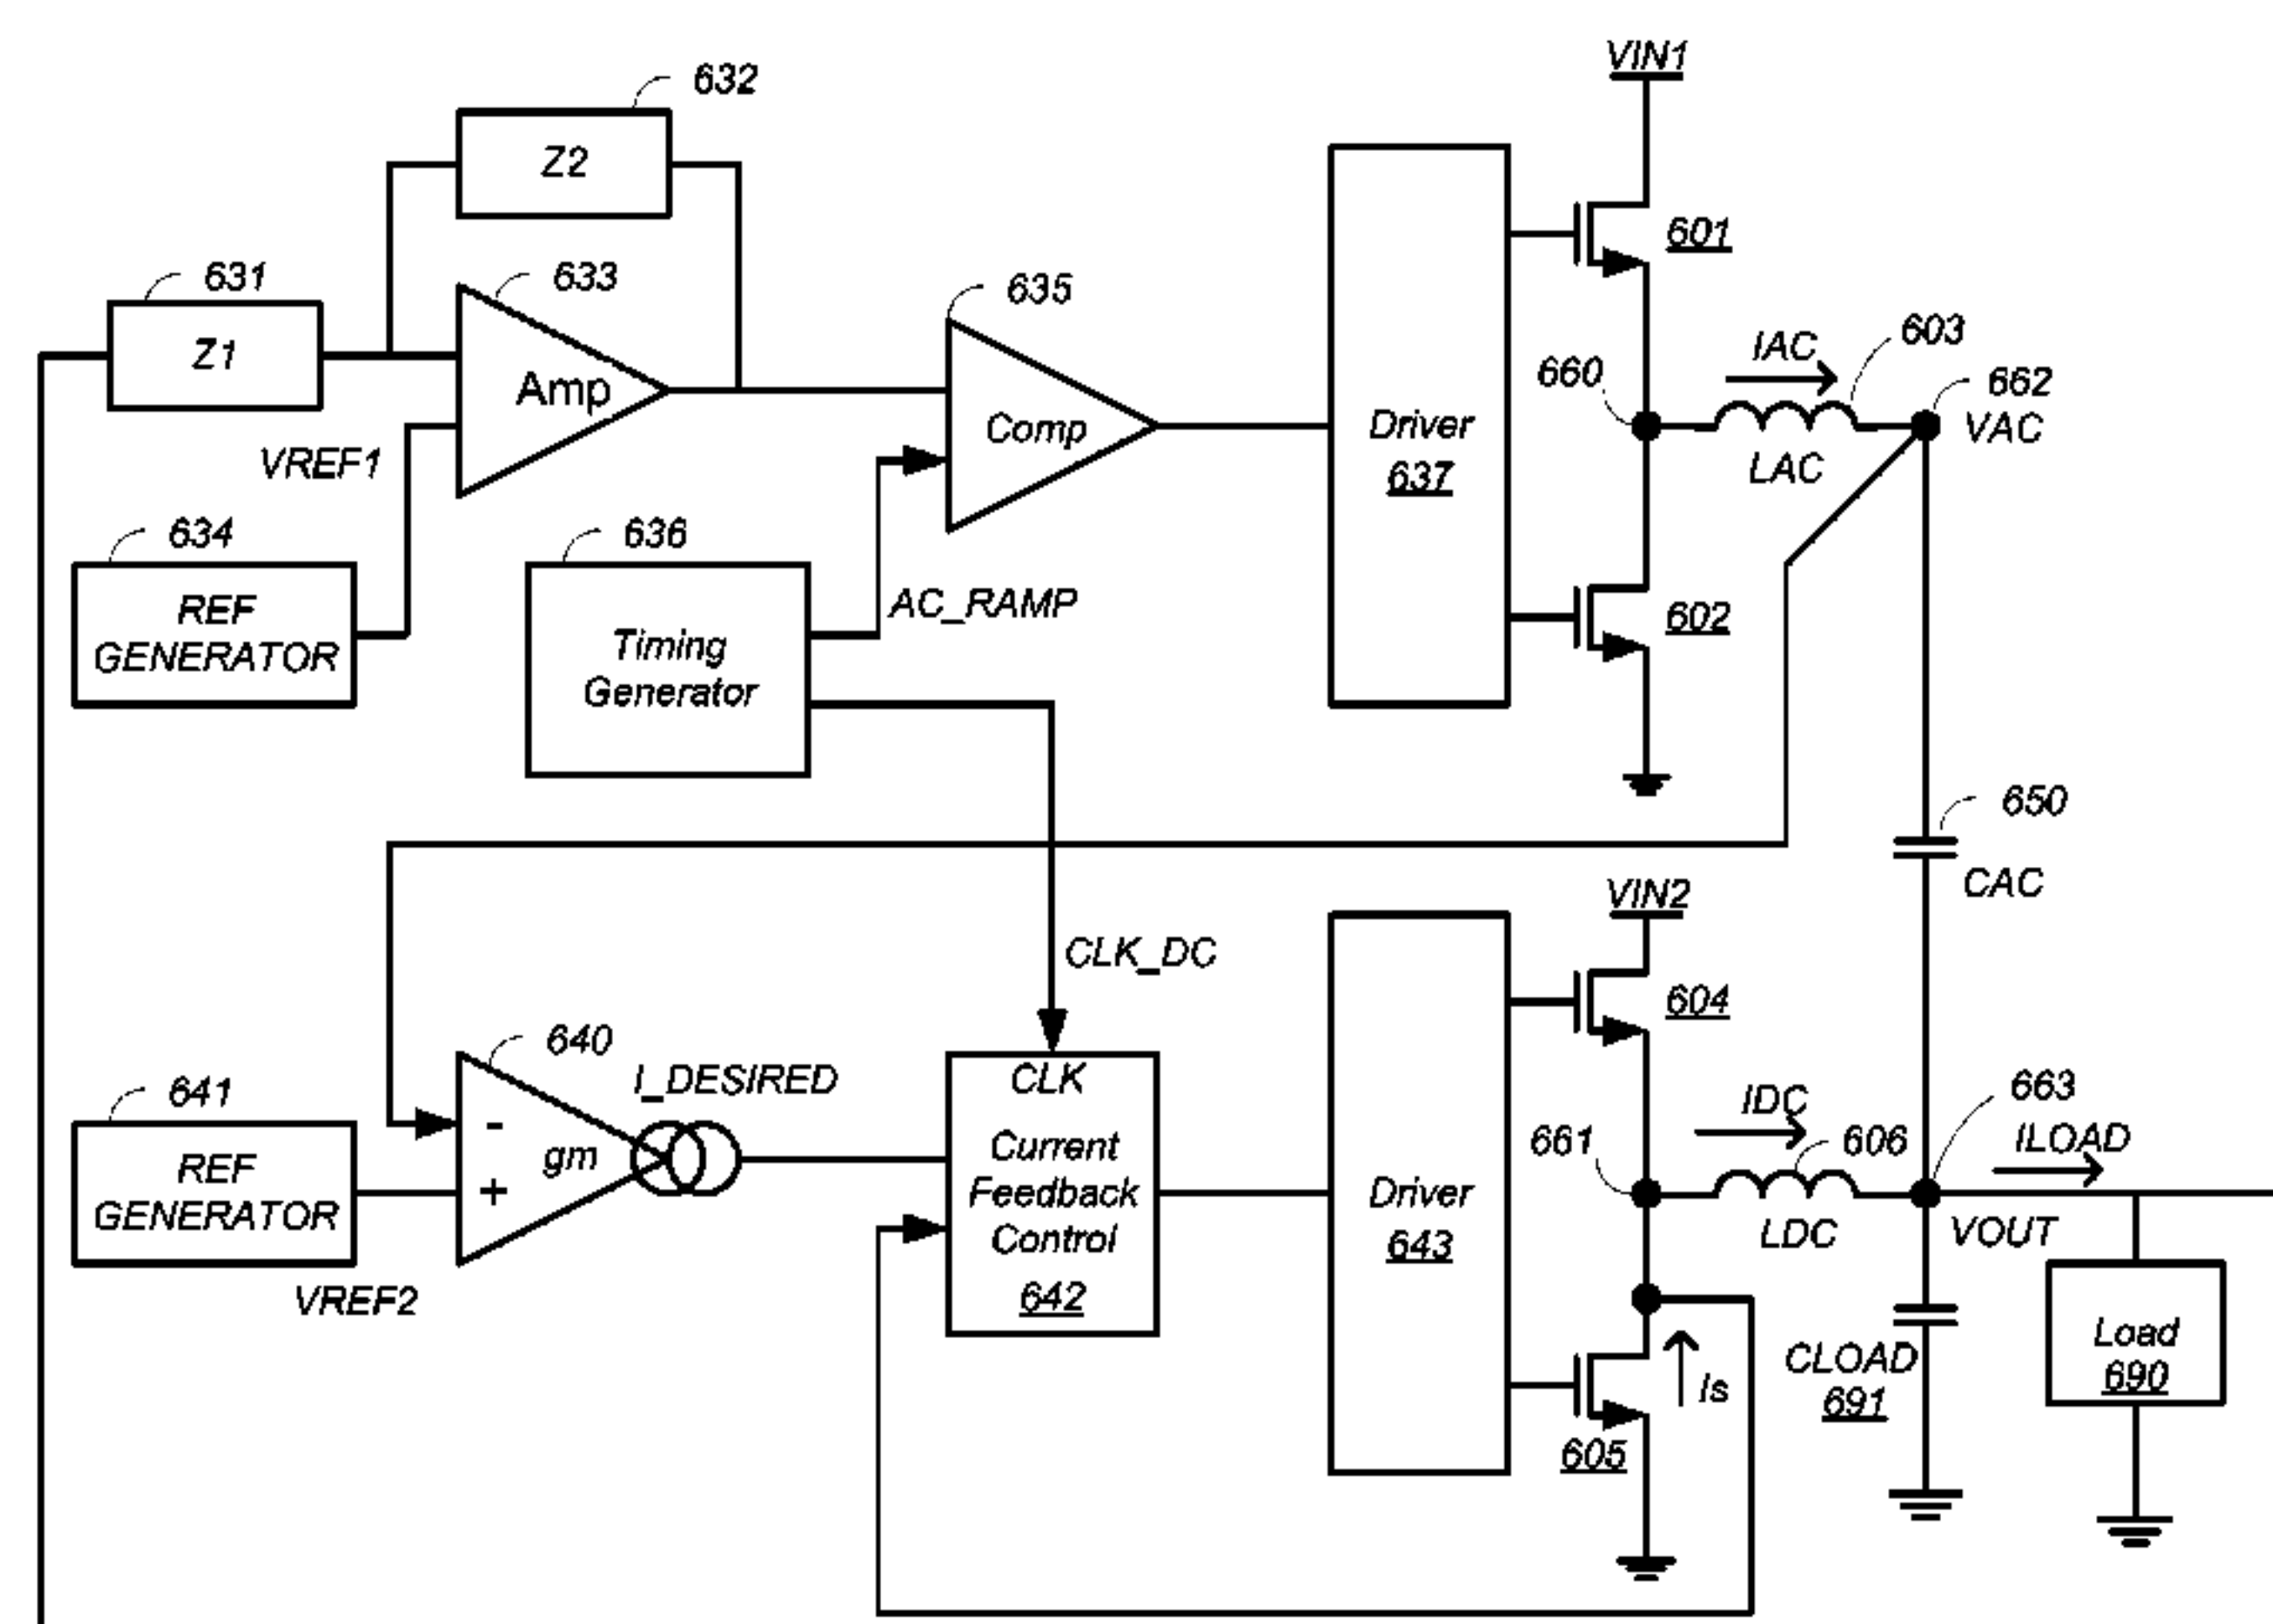 VIN1
632
Z2
601
631
633
635
603
IAC
Z1
Amp
Comp
Driver
637
660
662
VAC
LAC
VREF1
634
636
REF
GENERATOR
Timing
Generator
AC_RAMP
602
650
CAC
VIN2
CLK_DC
604
640
I_DESIRED
CLK
641
663
IDC
606
ILOAD
661
REF
GENERATOR
-
gm
+
Current
Feedback
Control
642
Driver
643
LDC
VOUT
VREF2
CLOAD
691
Load
690
Is
605